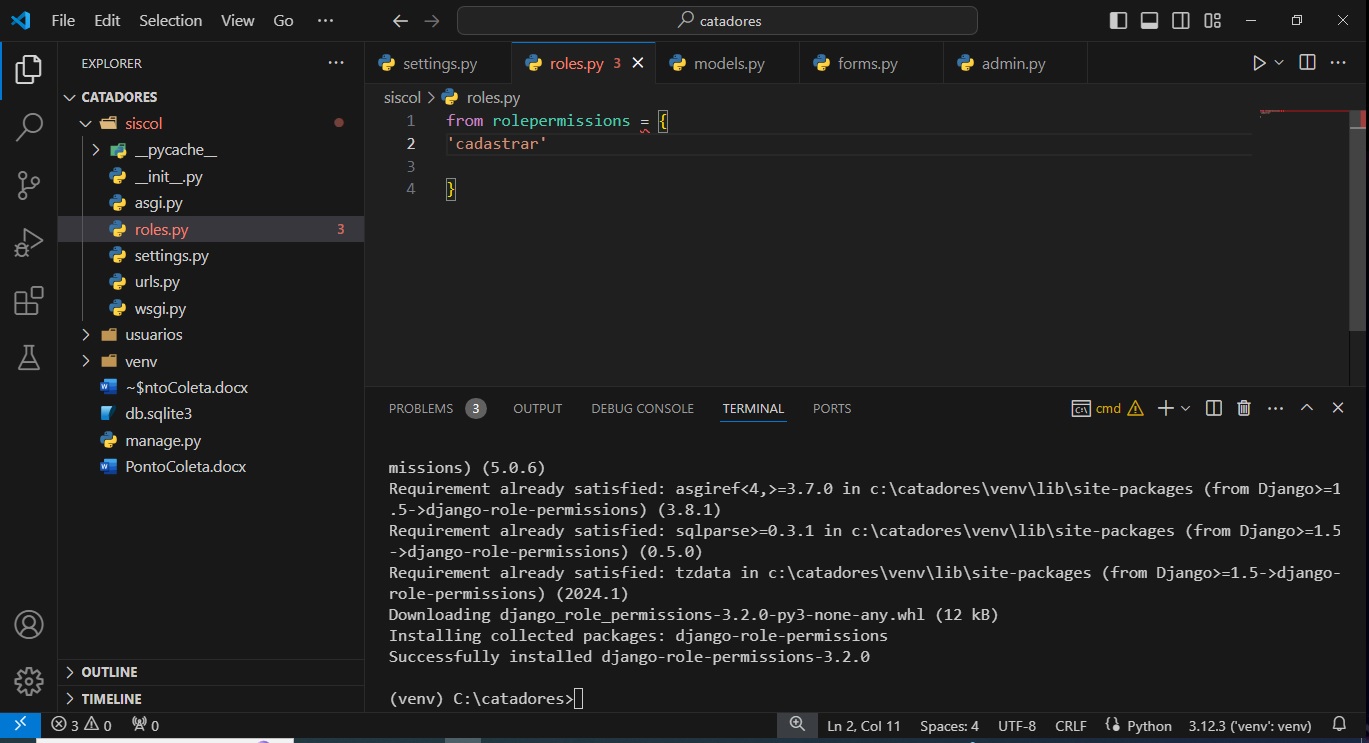 File Edit Selection View Go ··· catadores
EXPLORER ···
CATADORES
siscol
__pycache__
__init__.py
asgi.py
roles.py 3
settings.py
urls.py
wsgi.py
usuarios
venv
~$ntoColeta.docx
db.sqlite3
manage.py
PontoColeta.docx
OUTLINE
TIMELINE
settings.py roles.py 3 models.py forms.py admin.py
siscol > roles.py
1 from rolepermissions = {
2 'cadastrar'
3
4 }
PROBLEMS 3 OUTPUT DEBUG CONSOLE TERMINAL PORTS cmd
missions) (5.0.6)
Requirement already satisfied: asgiref<4,>=3.7.0 in c:\catadores\venv\lib\site-packages (from Django>=1
.5->django-role-permissions) (3.8.1)
Requirement already satisfied: sqlparse>=0.3.1 in c:\catadores\venv\lib\site-packages (from Django>=1.5
->django-role-permissions) (0.5.0)
Requirement already satisfied: tzdata in c:\catadores\venv\lib\site-packages (from Django>=1.5->django-
role-permissions) (2024.1)
Downloading django_role_permissions-3.2.0-py3-none-any.whl (12 kB)
Installing collected packages: django-role-permissions
Successfully installed django-role-permissions-3.2.0
(venv) C:\catadores>
3 0 0 Ln 2, Col 11 Spaces: 4 UTF-8 CRLF Python 3.12.3 ('venv': venv)